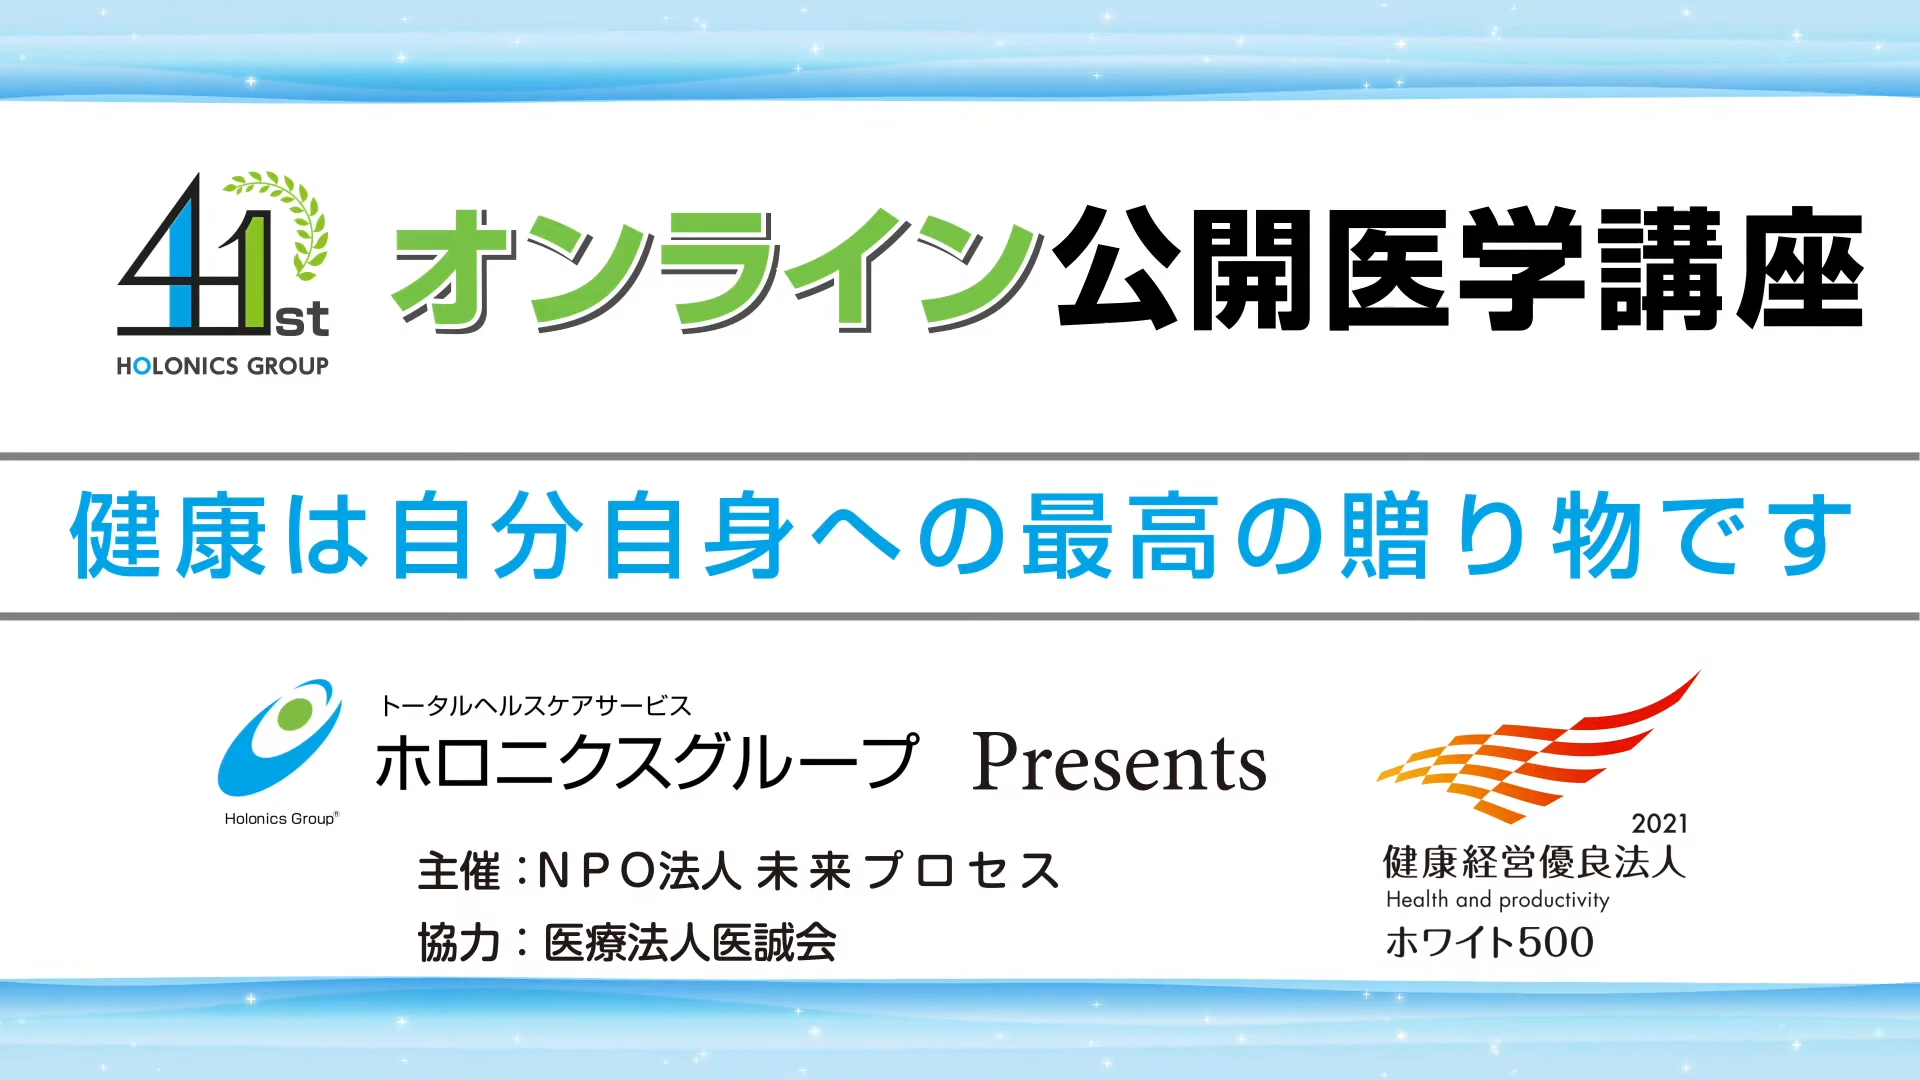 41st
HOLONICS GROUP
オンライン公開医学講座
健康は自分自身への最高の贈り物です
Holonics Group®
トータルヘルスケアサービス
ホロニクスグループ Presents
主催：NPO法人 未来プロセス
協力：医療法人医誠会
2021
健康経営優良法人
Health and productivity
ホワイト500